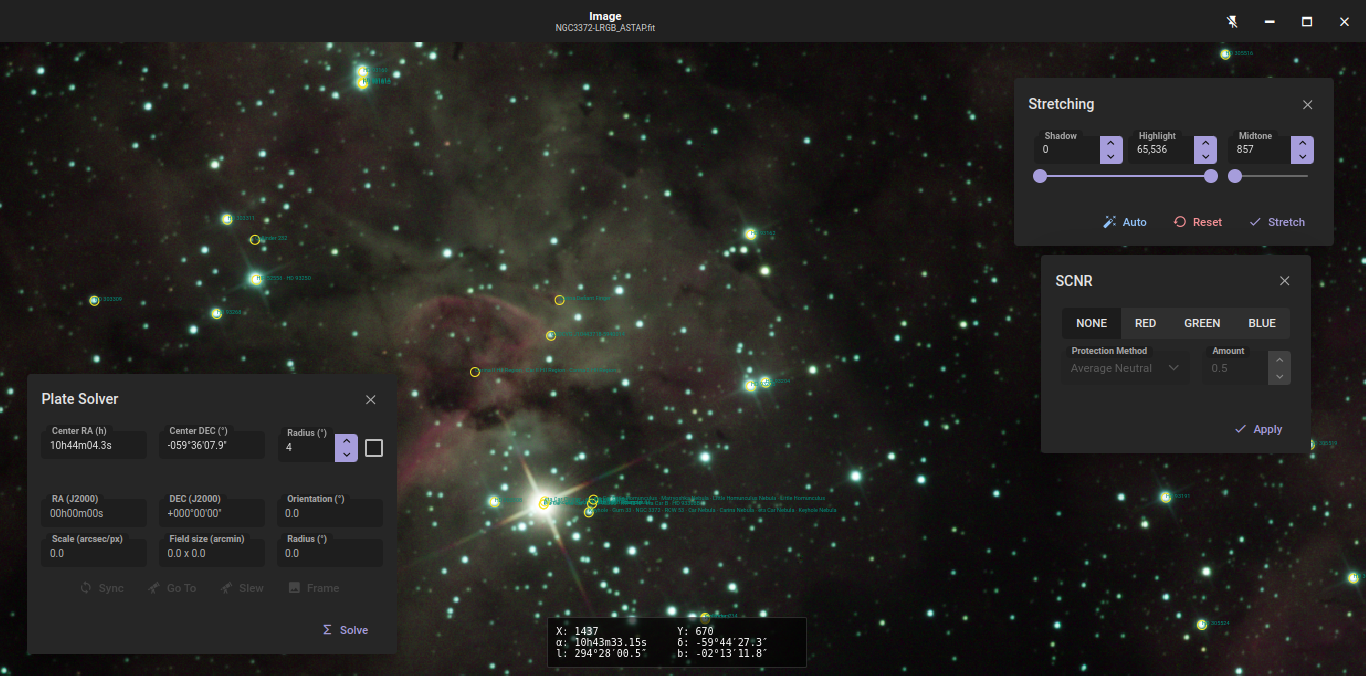 Image
NGC3372-LRGB_ASTAP.fit
Stretching
Shadow Highlight Midtone
0 65,536 857
Auto Reset Stretch
SCNR
NONE RED GREEN BLUE
Protection Method Amount
Average Neutral 0.5
Apply
Plate Solver
Center RA (h) Center DEC (°) Radius (°)
10h44m04.3s -059°36'07.9" 4
RA (J2000) DEC (J2000) Orientation (°)
00h00m00s +000°00'00" 0.0
Scale (arcsec/px) Field size (arcmin) Radius (°)
0.0 0.0 x 0.0 0.0
Sync Go To Slew Frame
Solve
X: 1437 Y: 670
α: 10h43m33.15s δ: -59°44′27.3″
l: 294°28′00.5″ b: -02°13′11.8″